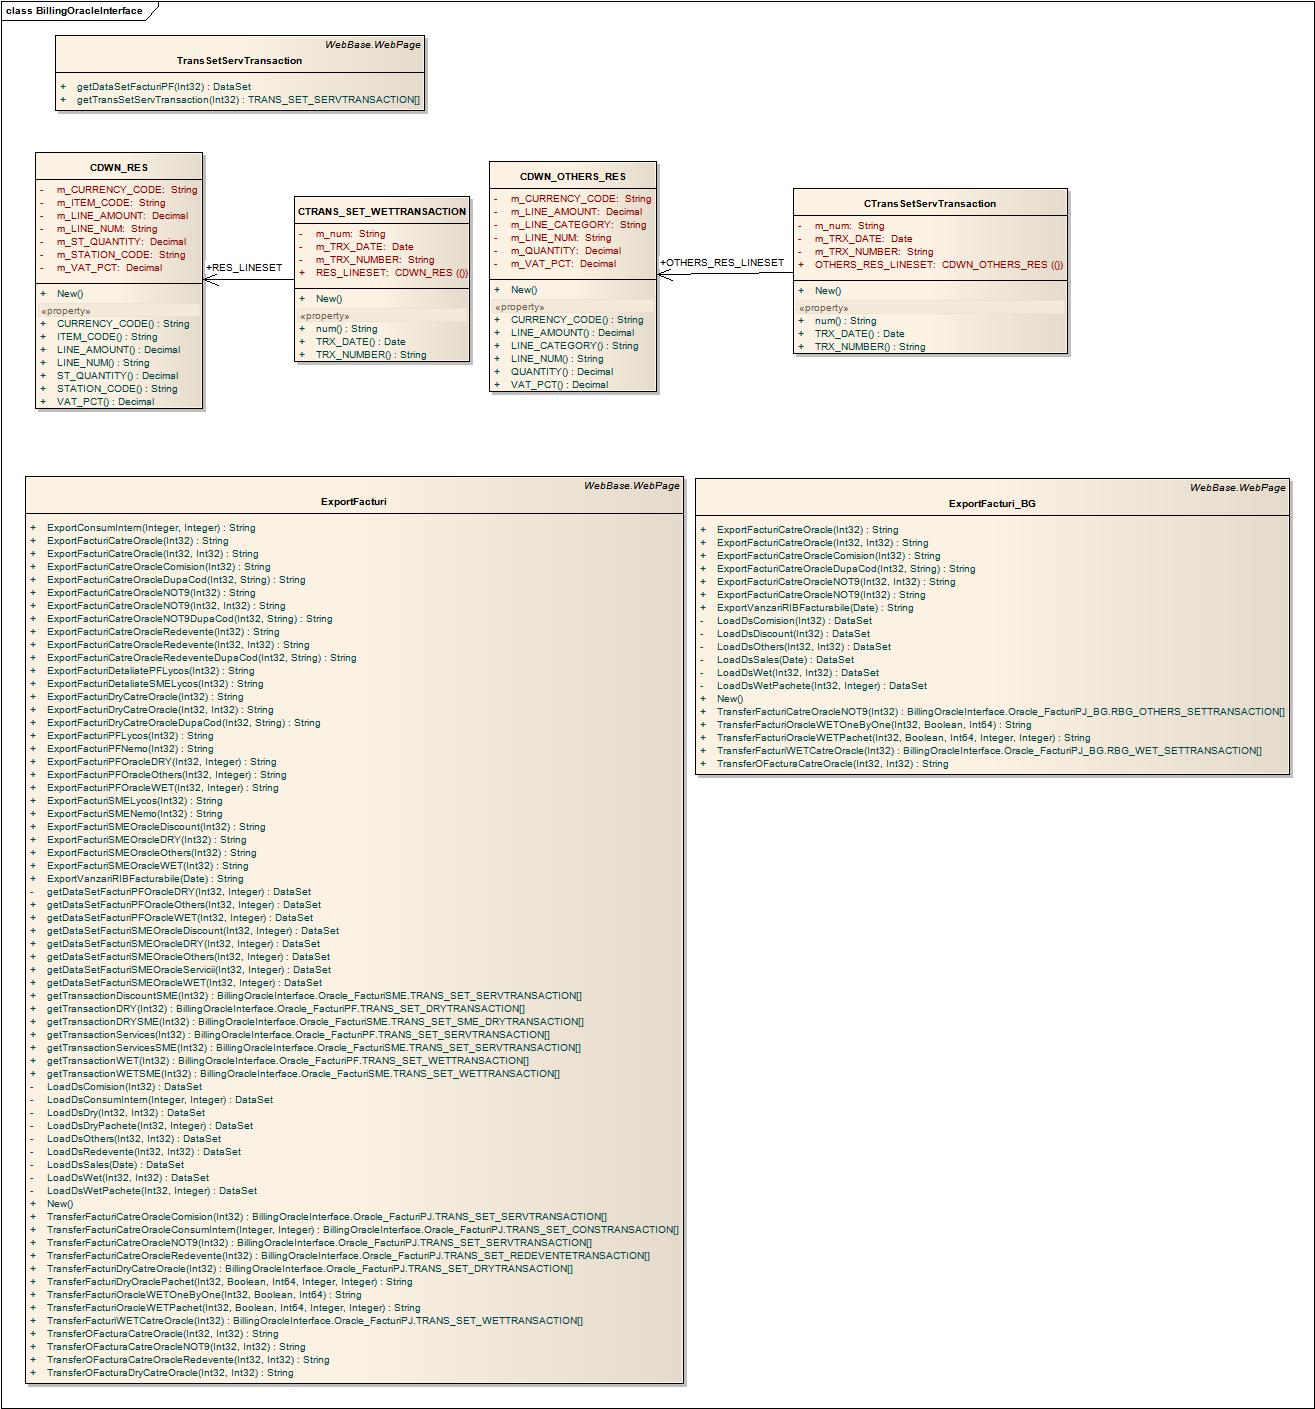 class BillingOracleInterface
WebBase.WebPage
TransSetServTransaction
+ getDataSetFacturiPF(Int32) : DataSet
+ getTransSetServTransaction(Int32) : TRANS_SET_SERVTRANSACTION[]
CDWN_RES
- m_CURRENCY_CODE: String
- m_ITEM_CODE: String
- m_LINE_AMOUNT: Decimal
- m_LINE_NUM: String
- m_ST_QUANTITY: Decimal
- m_STATION_CODE: String
- m_VAT_PCT: Decimal
+ New()
«property»
+ CURRENCY_CODE() : String
+ ITEM_CODE() : String
+ LINE_AMOUNT() : Decimal
+ LINE_NUM() : String
+ ST_QUANTITY() : Decimal
+ STATION_CODE() : String
+ VAT_PCT() : Decimal
+RES_LINESET
CTRANS_SET_WETTRANSACTION
- m_num: String
- m_TRX_DATE: Date
- m_TRX_NUMBER: String
+ RES_LINESET: CDWN_RES (())
+ New()
«property»
+ num() : String
+ TRX_DATE() : Date
+ TRX_NUMBER() : String
CDWN_OTHERS_RES
- m_CURRENCY_CODE: String
- m_LINE_AMOUNT: Decimal
- m_LINE_CATEGORY: String
- m_LINE_NUM: String
- m_QUANTITY: Decimal
- m_VAT_PCT: Decimal
+ New()
«property»
+ CURRENCY_CODE() : String
+ LINE_AMOUNT() : Decimal
+ LINE_CATEGORY() : String
+ LINE_NUM() : String
+ QUANTITY() : Decimal
+ VAT_PCT() : Decimal
+OTHERS_RES_LINESET
CTransSetServTransaction
- m_num: String
- m_TRX_DATE: Date
- m_TRX_NUMBER: String
+ OTHERS_RES_LINESET: CDWN_OTHERS_RES (())
+ New()
«property»
+ num() : String
+ TRX_DATE() : Date
+ TRX_NUMBER() : String
WebBase.WebPage
ExportFacturi
+ ExportConsumIntern(Integer, Integer) : String
+ ExportFacturiCatreOracle(Int32) : String
+ ExportFacturiCatreOracle(Int32, Int32) : String
+ ExportFacturiCatreOracleComision(Int32) : String
+ ExportFacturiCatreOracleDupaCod(Int32, String) : String
+ ExportFacturiCatreOracleNOT9(Int32) : String
+ ExportFacturiCatreOracleNOT9(Int32, Int32) : String
+ ExportFacturiCatreOracleNOT9DupaCod(Int32, String) : String
+ ExportFacturiCatreOracleRedevente(Int32) : String
+ ExportFacturiCatreOracleRedevente(Int32, Int32) : String
+ ExportFacturiCatreOracleRedeventeDupaCod(Int32, String) : String
+ ExportFacturiDetaliatePFLycos(Int32) : String
+ ExportFacturiDetaliateSMELycos(Int32) : String
+ ExportFacturiDryCatreOracle(Int32) : String
+ ExportFacturiDryCatreOracle(Int32, Int32) : String
+ ExportFacturiDryCatreOracleDupaCod(Int32, String) : String
+ ExportFacturiPFLycos(Int32) : String
+ ExportFacturiPFNemo(Int32) : String
+ ExportFacturiPFOracleDRY(Int32, Integer) : String
+ ExportFacturiPFOracleOthers(Int32, Integer) : String
+ ExportFacturiPFOracleWET(Int32, Integer) : String
+ ExportFacturiSMELycos(Int32) : String
+ ExportFacturiSMENemo(Int32) : String
+ ExportFacturiSMEOracleDiscount(Int32) : String
+ ExportFacturiSMEOracleDRY(Int32) : String
+ ExportFacturiSMEOracleOthers(Int32) : String
+ ExportFacturiSMEOracleWET(Int32) : String
+ ExportVanzariRIBFacturabile(Date) : String
- getDataSetFacturiPFOracleDRY(Int32, Integer) : DataSet
+ getDataSetFacturiPFOracleOthers(Int32, Integer) : DataSet
+ getDataSetFacturiPFOracleWET(Int32, Integer) : DataSet
+ getDataSetFacturiSMEOracleDiscount(Int32, Integer) : DataSet
+ getDataSetFacturiSMEOracleDRY(Int32, Integer) : DataSet
+ getDataSetFacturiSMEOracleOthers(Int32, Integer) : DataSet
+ getDataSetFacturiSMEOracleServicii(Int32, Integer) : DataSet
+ getDataSetFacturiSMEOracleWET(Int32, Integer) : DataSet
+ getTransactionDiscountSME(Int32) : BillingOracleInterface.Oracle_FacturiSME.TRANS_SET_SERVTRANSACTION[]
+ getTransactionDRY(Int32) : BillingOracleInterface.Oracle_FacturiPF.TRANS_SET_DRYTRANSACTION[]
+ getTransactionDRYSME(Int32) : BillingOracleInterface.Oracle_FacturiSME.TRANS_SET_SME_DRYTRANSACTION[]
+ getTransactionServices(Int32) : BillingOracleInterface.Oracle_FacturiPF.TRANS_SET_SERVTRANSACTION[]
+ getTransactionServicesSME(Int32) : BillingOracleInterface.Oracle_FacturiSME.TRANS_SET_SERVTRANSACTION[]
+ getTransactionWET(Int32) : BillingOracleInterface.Oracle_FacturiPF.TRANS_SET_WETTRANSACTION[]
+ getTransactionWETSME(Int32) : BillingOracleInterface.Oracle_FacturiSME.TRANS_SET_WETTRANSACTION[]
- LoadDsComision(Int32) : DataSet
- LoadDsConsumIntern(Integer, Integer) : DataSet
- LoadDsDry(Int32, Int32) : DataSet
- LoadDsDryPachete(Int32, Integer) : DataSet
- LoadDsOthers(Int32, Int32) : DataSet
- LoadDsRedevente(Int32, Int32) : DataSet
- LoadDsSales(Date) : DataSet
- LoadDsWet(Int32, Int32) : DataSet
- LoadDsWetPachete(Int32, Integer) : DataSet
+ New()
+ TransferFacturiCatreOracleComision(Int32) : BillingOracleInterface.Oracle_FacturiPJ.TRANS_SET_SERVTRANSACTION[]
+ TransferFacturiCatreOracleConsumIntern(Integer, Integer) : BillingOracleInterface.Oracle_FacturiPJ.TRANS_SET_CONSTRANSACTION[]
+ TransferFacturiCatreOracleNOT9(Int32) : BillingOracleInterface.Oracle_FacturiPJ.TRANS_SET_SERVTRANSACTION[]
+ TransferFacturiCatreOracleRedevente(Int32) : BillingOracleInterface.Oracle_FacturiPJ.TRANS_SET_REDEVENTETRANSACTION[]
+ TransferFacturiDryCatreOracle(Int32) : BillingOracleInterface.Oracle_FacturiPJ.TRANS_SET_DRYTRANSACTION[]
+ TransferFacturiDryOraclePachet(Int32, Boolean, Int64, Integer, Integer) : String
+ TransferFacturiOracleWETOneByOne(Int32, Boolean, Int64) : String
+ TransferFacturiOracleWETPachet(Int32, Boolean, Int64, Integer, Integer) : String
+ TransferFacturiWETCatreOracle(Int32) : BillingOracleInterface.Oracle_FacturiPJ.TRANS_SET_WETTRANSACTION[]
+ TransferOFacturaCatreOracle(Int32, Int32) : String
+ TransferOFacturaCatreOracleNOT9(Int32, Int32) : String
+ TransferOFacturaCatreOracleRedevente(Int32, Int32) : String
+ TransferOFacturaDryCatreOracle(Int32, Int32) : String
WebBase.WebPage
ExportFacturi_BG
+ ExportFacturiCatreOracle(Int32) : String
+ ExportFacturiCatreOracle(Int32, Int32) : String
+ ExportFacturiCatreOracleComision(Int32) : String
+ ExportFacturiCatreOracleDupaCod(Int32, String) : String
+ ExportFacturiCatreOracleNOT9(Int32, Int32) : String
+ ExportFacturiCatreOracleNOT9(Int32) : String
+ ExportVanzariRIBFacturabile(Date) : String
- LoadDsComision(Int32) : DataSet
- LoadDsDiscount(Int32) : DataSet
- LoadDsOthers(Int32, Int32) : DataSet
- LoadDsSales(Date) : DataSet
- LoadDsWet(Int32, Int32) : DataSet
- LoadDsWetPachete(Int32, Integer) : DataSet
+ New()
+ TransferFacturiCatreOracleNOT9(Int32) : BillingOracleInterface.Oracle_FacturiPJ_BG.RBG_OTHERS_SETTRANSACTION[]
+ TransferFacturiOracleWETOneByOne(Int32, Boolean, Int64) : String
+ TransferFacturiOracleWETPachet(Int32, Boolean, Int64, Integer, Integer) : String
+ TransferFacturiWETCatreOracle(Int32) : BillingOracleInterface.Oracle_FacturiPJ_BG.RBG_WET_SETTRANSACTION[]
+ TransferOFacturaCatreOracle(Int32, Int32) : String